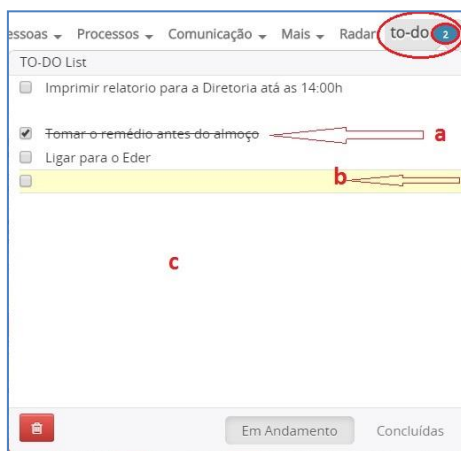 essoas Processos Comunicação Mais Radar to-do 2
TO-DO List
Imprimir relatorio para a Diretoria atá as 14:00h
Tomar o remédio antes do almoço a
Ligar para o Eder
b
c
Em Andamento Concluídas